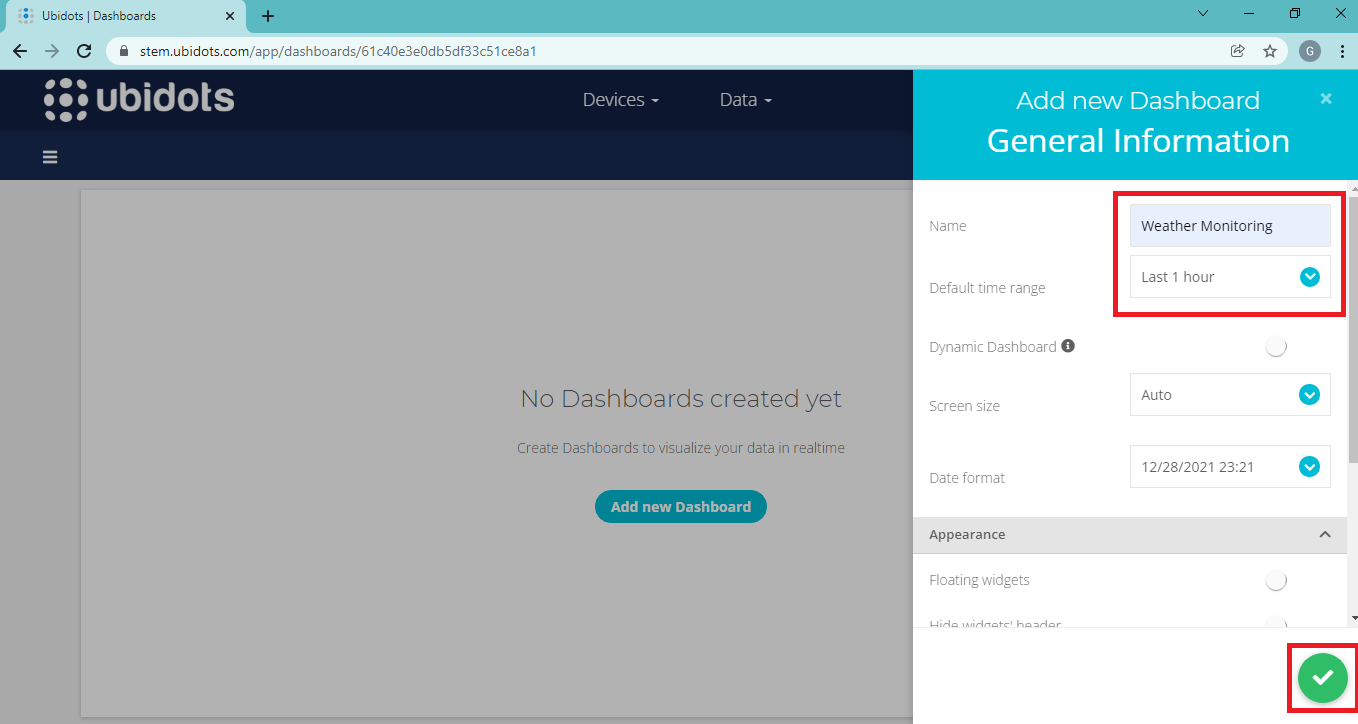 Ubidots | Dashboards
stem.ubidots.com/app/dashboards/61c40e3e0db5df33c51ce8a1
G
ubidots
Devices
Data
Add new Dashboard
General Information
Name
Weather Monitoring
Default time range
Last 1 hour
Dynamic Dashboard
Screen size
Auto
Date format
12/28/2021 23:21
Appearance
Floating widgets
Hide widgets' header
No Dashboards created yet
Create Dashboards to visualize your data in realtime
Add new Dashboard